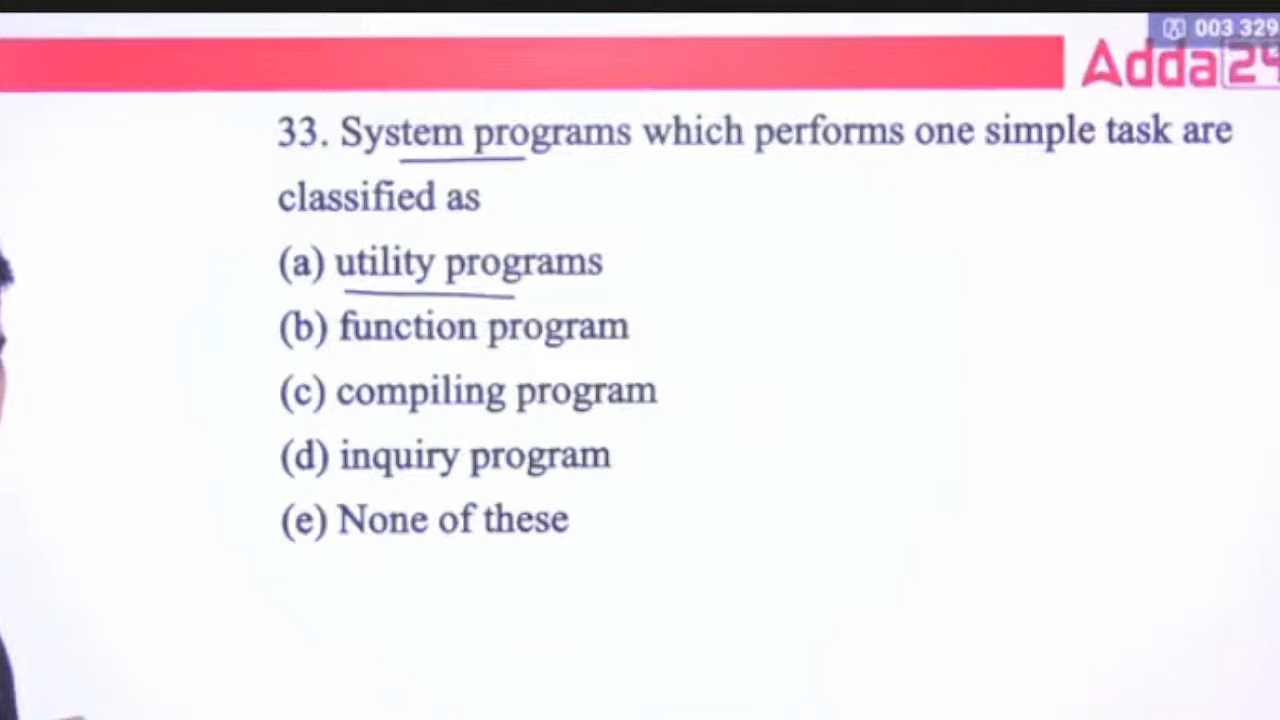 003 329
Adda24
33. System programs which performs one simple task are
classified as
(a) utility programs
(b) function program
(c) compiling program
(d) inquiry program
(e) None of these